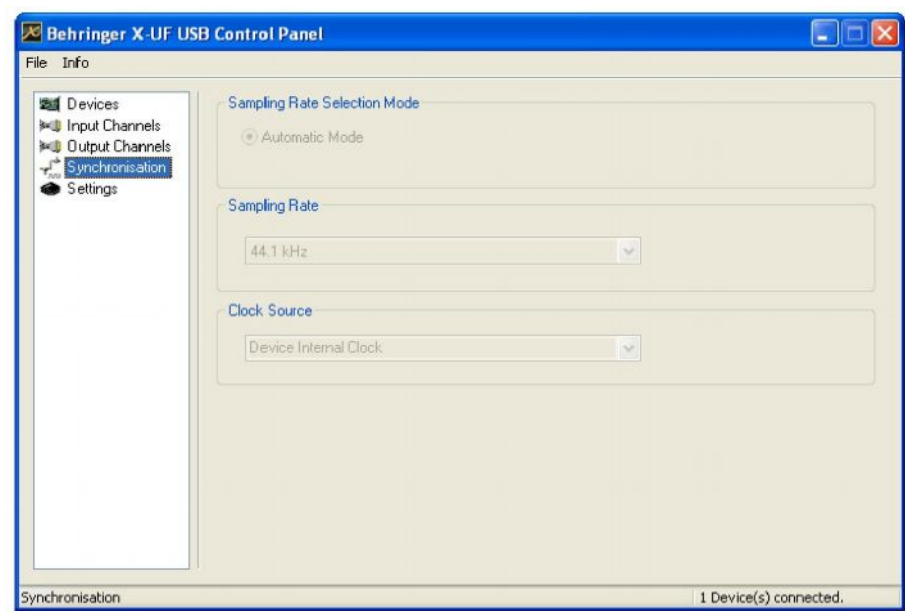 Behringer X-UF USB Control Panel
File Info
Devices
Input Channels
Output Channels
Synchronisation
Settings
Sampling Rate Selection Mode
Automatic Mode
Sampling Rate
44.1 kHz
Clock Source
Device Internal Clock
Synchronisation
1 Device(s) connected.